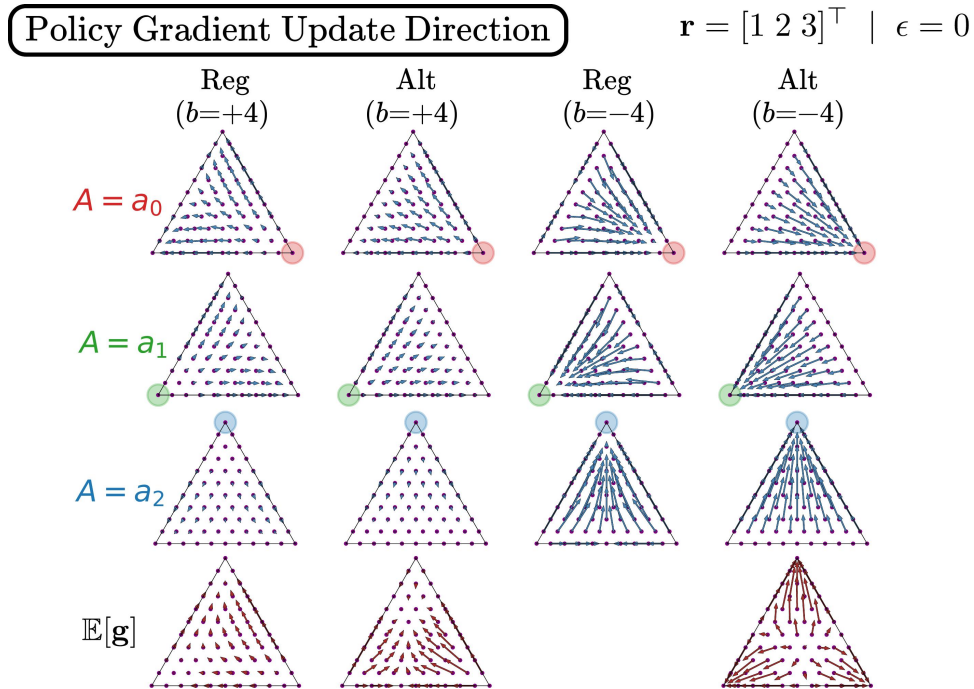 Policy Gradient Update Direction
r = [1 2 3]^⊤ | ϵ = 0
Reg Alt Reg Alt
(b=+4) (b=+4) (b=−4) (b=−4)
A = a₀
A = a₁
A = a₂
𝔼[g]